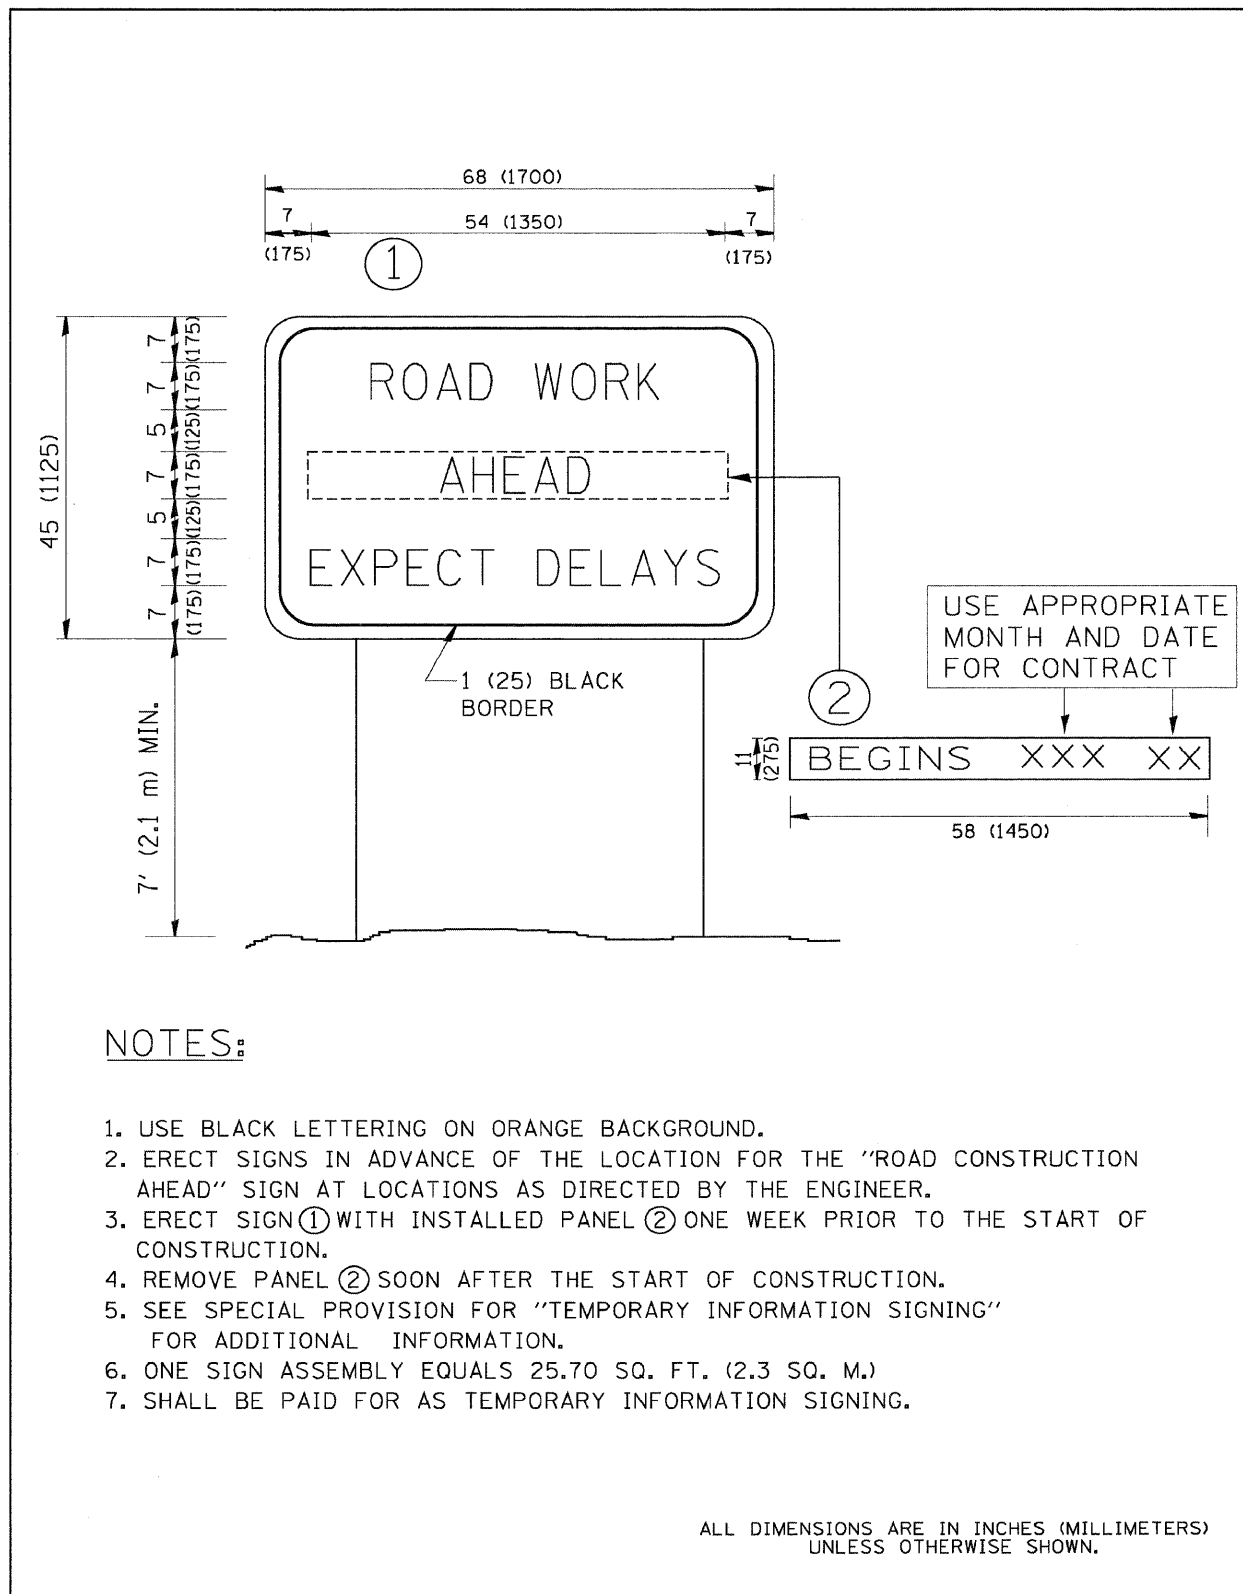 68 (1700)
7 54 (1350) 7
(175) (175)
1
45 (1125)
7 (175)
7 (175)
5 (125)
7 (175)
5 (125)
7 (175)
7 (175)
7' (2.1 m) MIN.
ROAD WORK
AHEAD
EXPECT DELAYS
1 (25) BLACK
BORDER
2
USE APPROPRIATE
MONTH AND DATE
FOR CONTRACT
11
(275)
BEGINS XXX XX
58 (1450)
NOTES:
1. USE BLACK LETTERING ON ORANGE BACKGROUND.
2. ERECT SIGNS IN ADVANCE OF THE LOCATION FOR THE "ROAD CONSTRUCTION
AHEAD" SIGN AT LOCATIONS AS DIRECTED BY THE ENGINEER.
3. ERECT SIGN 1 WITH INSTALLED PANEL 2 ONE WEEK PRIOR TO THE START OF
CONSTRUCTION.
4. REMOVE PANEL 2 SOON AFTER THE START OF CONSTRUCTION.
5. SEE SPECIAL PROVISION FOR "TEMPORARY INFORMATION SIGNING"
FOR ADDITIONAL INFORMATION.
6. ONE SIGN ASSEMBLY EQUALS 25.70 SQ. FT. (2.3 SQ. M.)
7. SHALL BE PAID FOR AS TEMPORARY INFORMATION SIGNING.
ALL DIMENSIONS ARE IN INCHES (MILLIMETERS)
UNLESS OTHERWISE SHOWN.